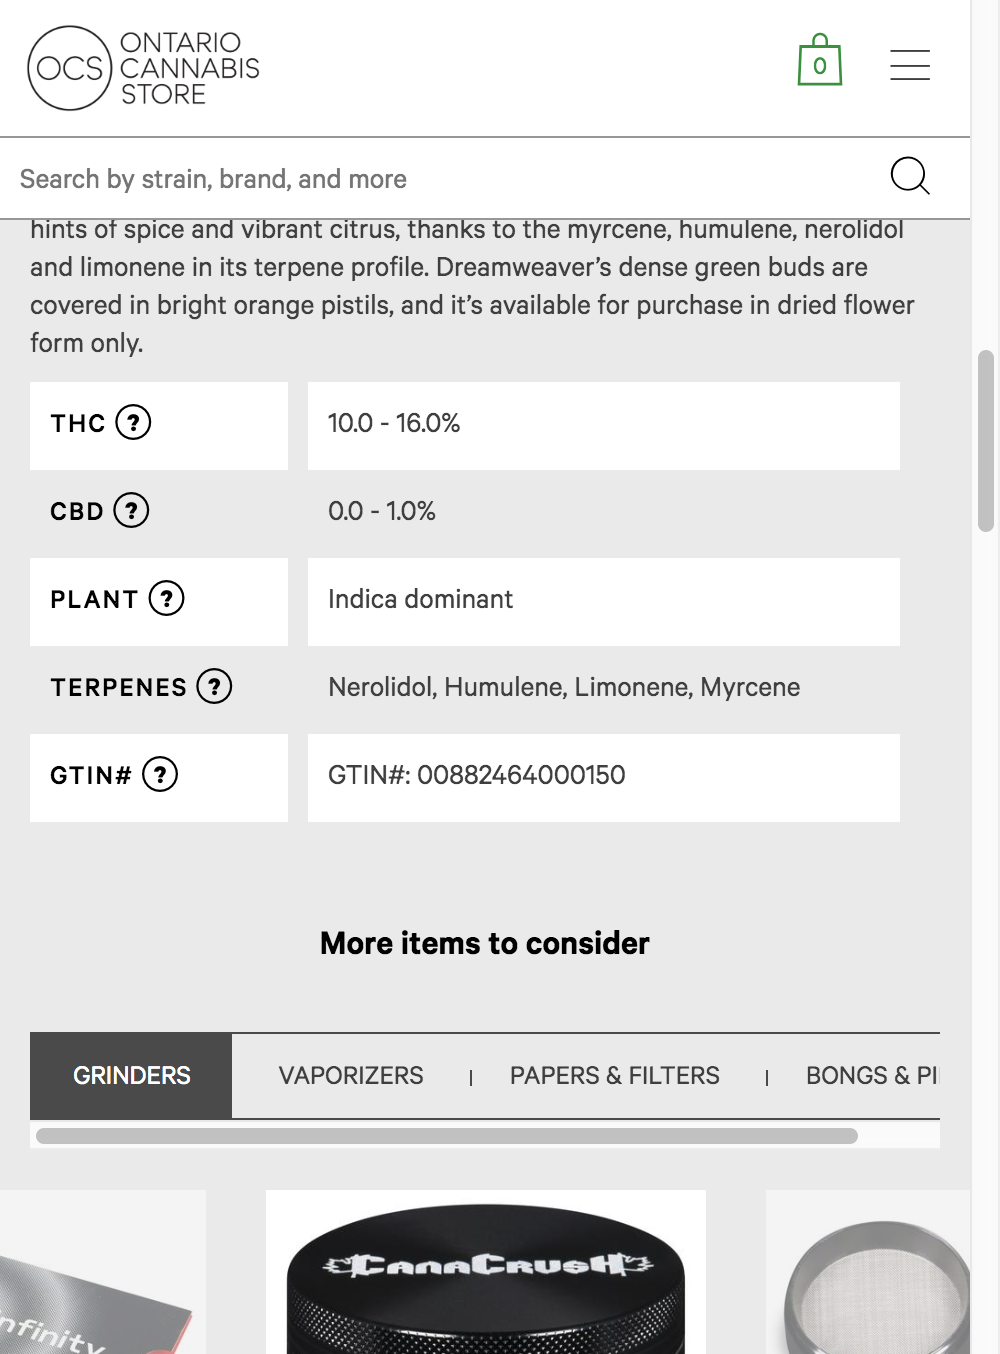 OCS
ONTARIO
CANNABIS
STORE
0
Search by strain, brand, and more
hints of spice and vibrant citrus, thanks to the myrcene, humulene, nerolidol
and limonene in its terpene profile. Dreamweaver’s dense green buds are
covered in bright orange pistils, and it’s available for purchase in dried flower
form only.
THC ? 10.0 - 16.0%
CBD ? 0.0 - 1.0%
PLANT ? Indica dominant
TERPENES ? Nerolidol, Humulene, Limonene, Myrcene
GTIN# ? GTIN#: 00882464000150
More items to consider
GRINDERS VAPORIZERS | PAPERS & FILTERS | BONGS & PI
CANACRUSH
nfinity